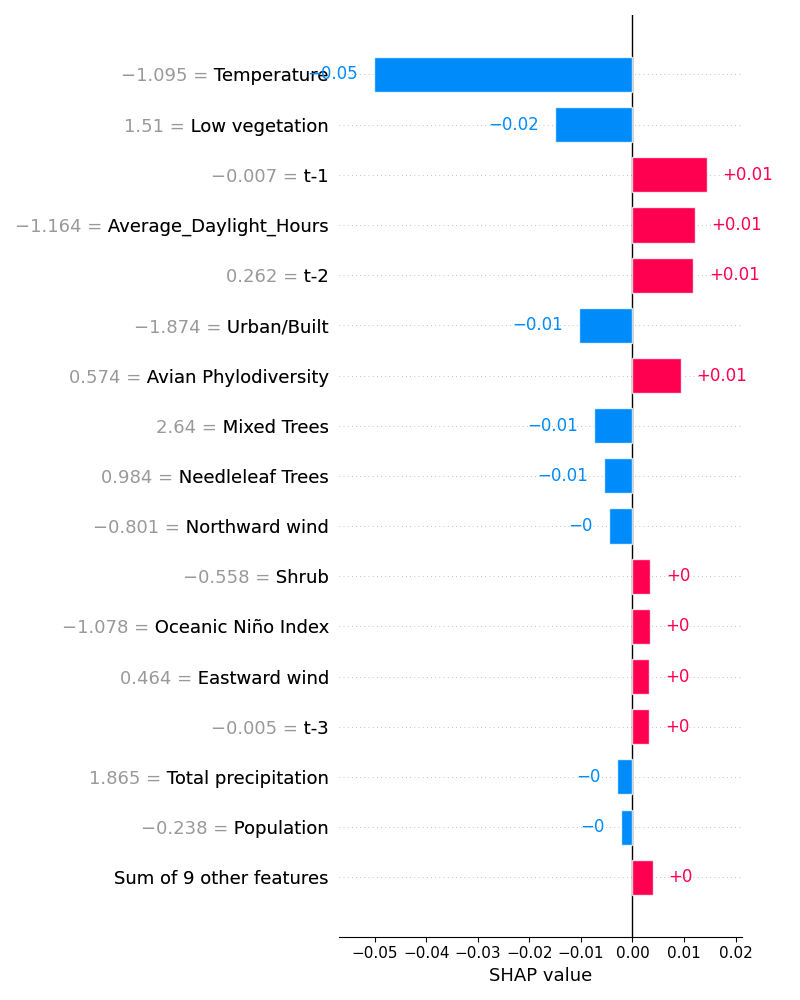 −1.095 = Temperature −0.05
1.51 = Low vegetation −0.02
−0.007 = t-1 +0.01
−1.164 = Average_Daylight_Hours +0.01
0.262 = t-2 +0.01
−1.874 = Urban/Built −0.01
0.574 = Avian Phylodiversity +0.01
2.64 = Mixed Trees −0.01
0.984 = Needleleaf Trees −0.01
−0.801 = Northward wind −0
−0.558 = Shrub +0
−1.078 = Oceanic Niño Index +0
0.464 = Eastward wind +0
−0.005 = t-3 +0
1.865 = Total precipitation −0
−0.238 = Population −0
Sum of 9 other features +0
−0.05 −0.04 −0.03 −0.02 −0.01 0.00 0.01 0.02
SHAP value